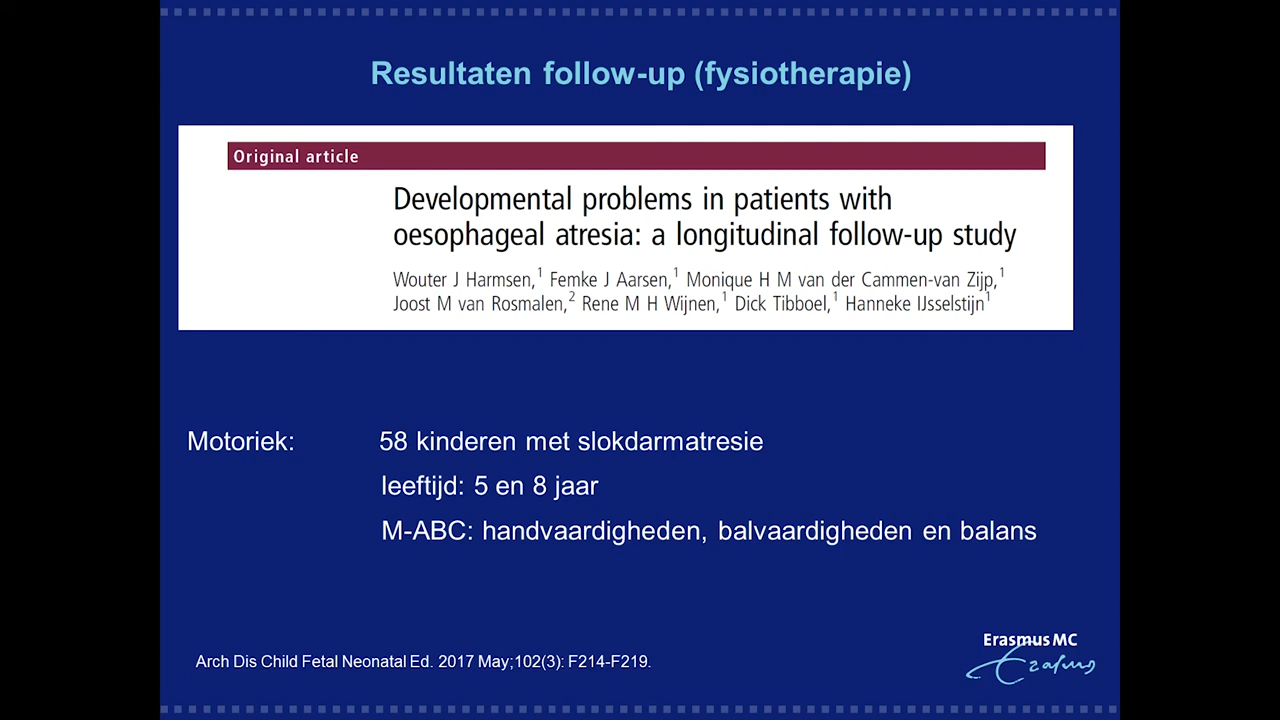 Resultaten follow-up (fysiotherapie)
Original article
Developmental problems in patients with
oesophageal atresia: a longitudinal follow-up study
Wouter J Harmsen,1 Femke J Aarsen,1 Monique H M van der Cammen-van Zijp,1
Joost M van Rosmalen,2 Rene M H Wijnen,1 Dick Tibboel,1 Hanneke IJsselstijn1
Motoriek: 58 kinderen met slokdarmatresie
leeftijd: 5 en 8 jaar
M-ABC: handvaardigheden, balvaardigheden en balans
Arch Dis Child Fetal Neonatal Ed. 2017 May;102(3): F214-F219.
Erasmus MC
Erasmus